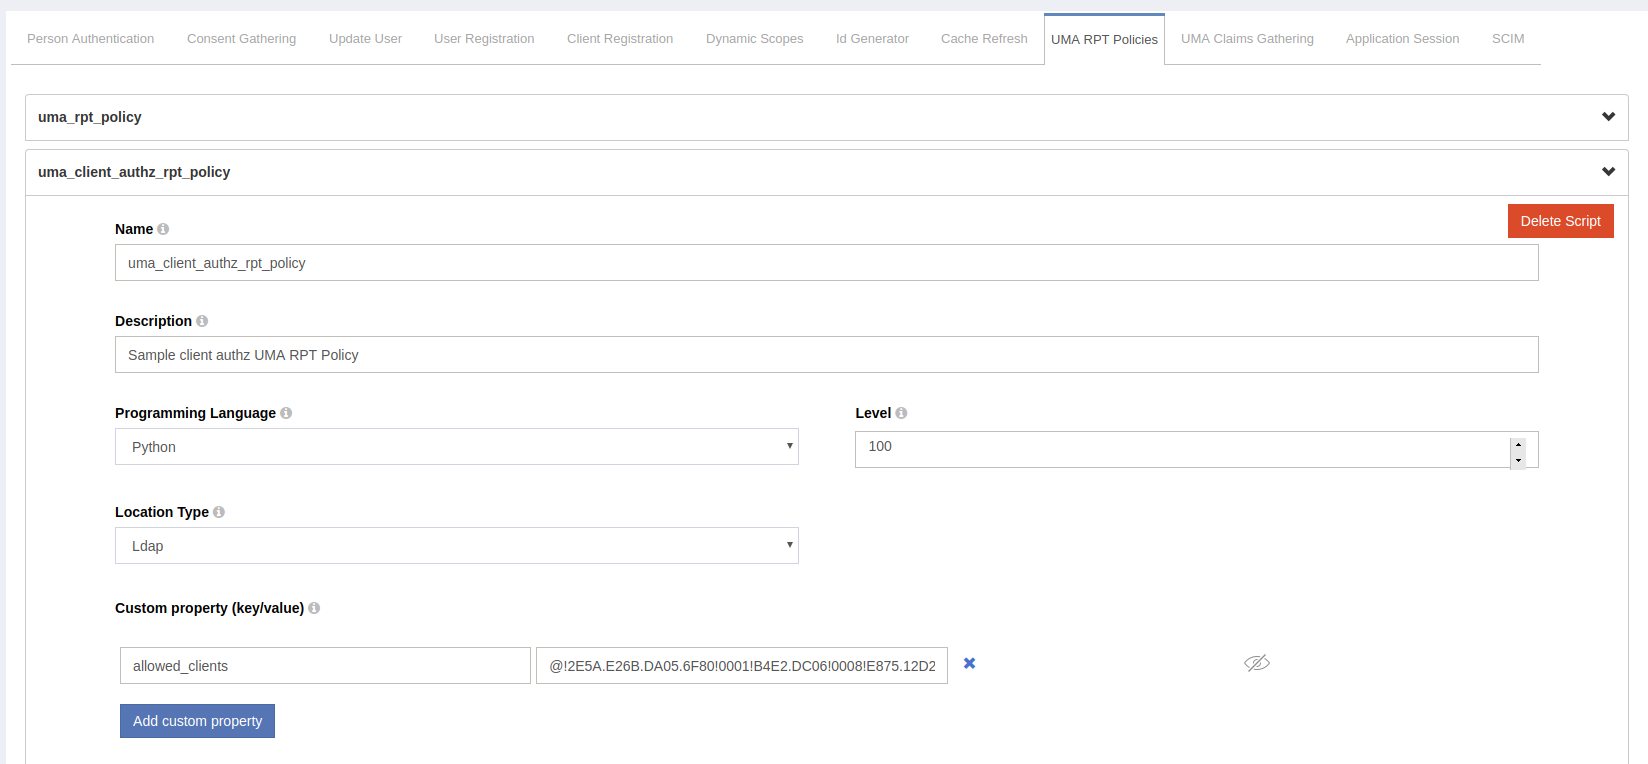 Person Authentication Consent Gathering Update User User Registration Client Registration Dynamic Scopes Id Generator Cache Refresh UMA RPT Policies UMA Claims Gathering Application Session SCIM
uma_rpt_policy
uma_client_authz_rpt_policy
Delete Script
Name
uma_client_authz_rpt_policy
Description
Sample client authz UMA RPT Policy
Programming Language Level
Python 100
Location Type
Ldap
Custom property (key/value)
allowed_clients @!2E5A.E26B.DA05.6F80!0001!B4E2.DC06!0008!E875.12D2
Add custom property